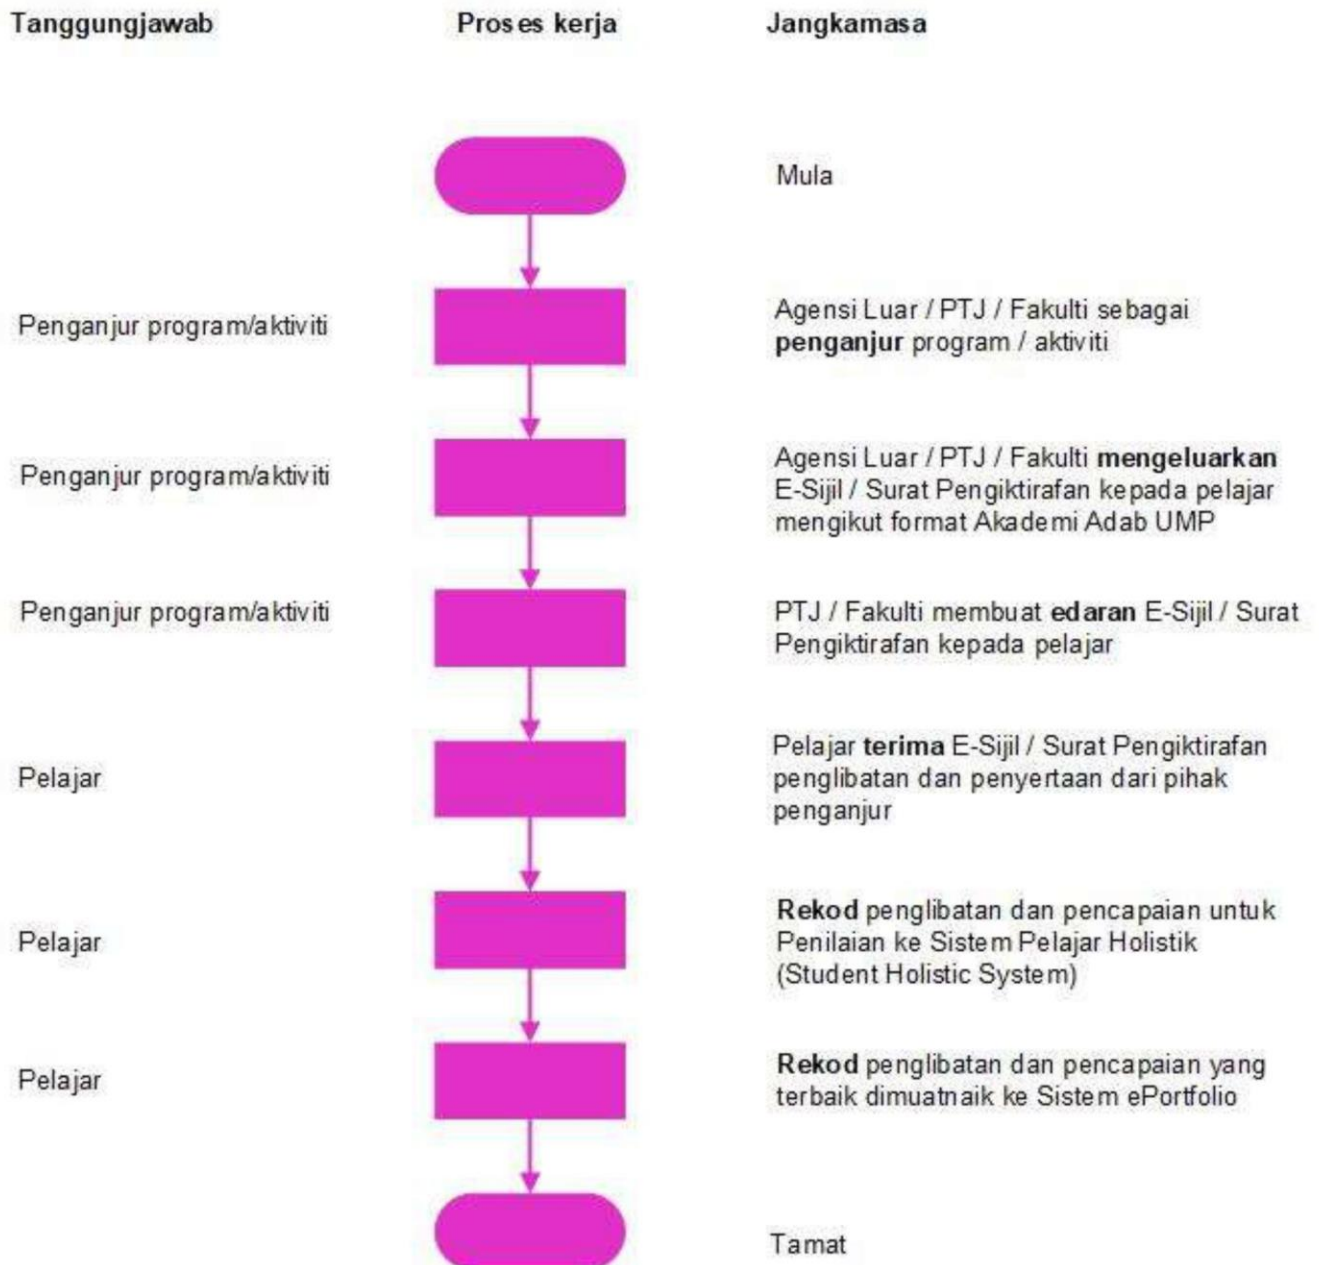 Tanggungjawab Proses kerja Jangkamasa
Mula
Penganjur program/aktiviti
Agensi Luar / PTJ / Fakulti sebagai
penganjur program / aktiviti
Penganjur program/aktiviti
Agensi Luar / PTJ / Fakulti mengeluarkan
E-Sijil / Surat Pengiktirafan kepada pelajar
mengikut format Akademi Adab UMP
Penganjur program/aktiviti
PTJ / Fakulti membuat edaran E-Sijil / Surat
Pengiktirafan kepada pelajar
Pelajar
Pelajar terima E-Sijil / Surat Pengiktirafan
penglibatan dan penyertaan dari pihak
penganjur
Pelajar
Rekod penglibatan dan pencapaian untuk
Penilaian ke Sistem Pelajar Holistik
(Student Holistic System)
Pelajar
Rekod penglibatan dan pencapaian yang
terbaik dimuatnaik ke Sistem ePortfolio
Tamat